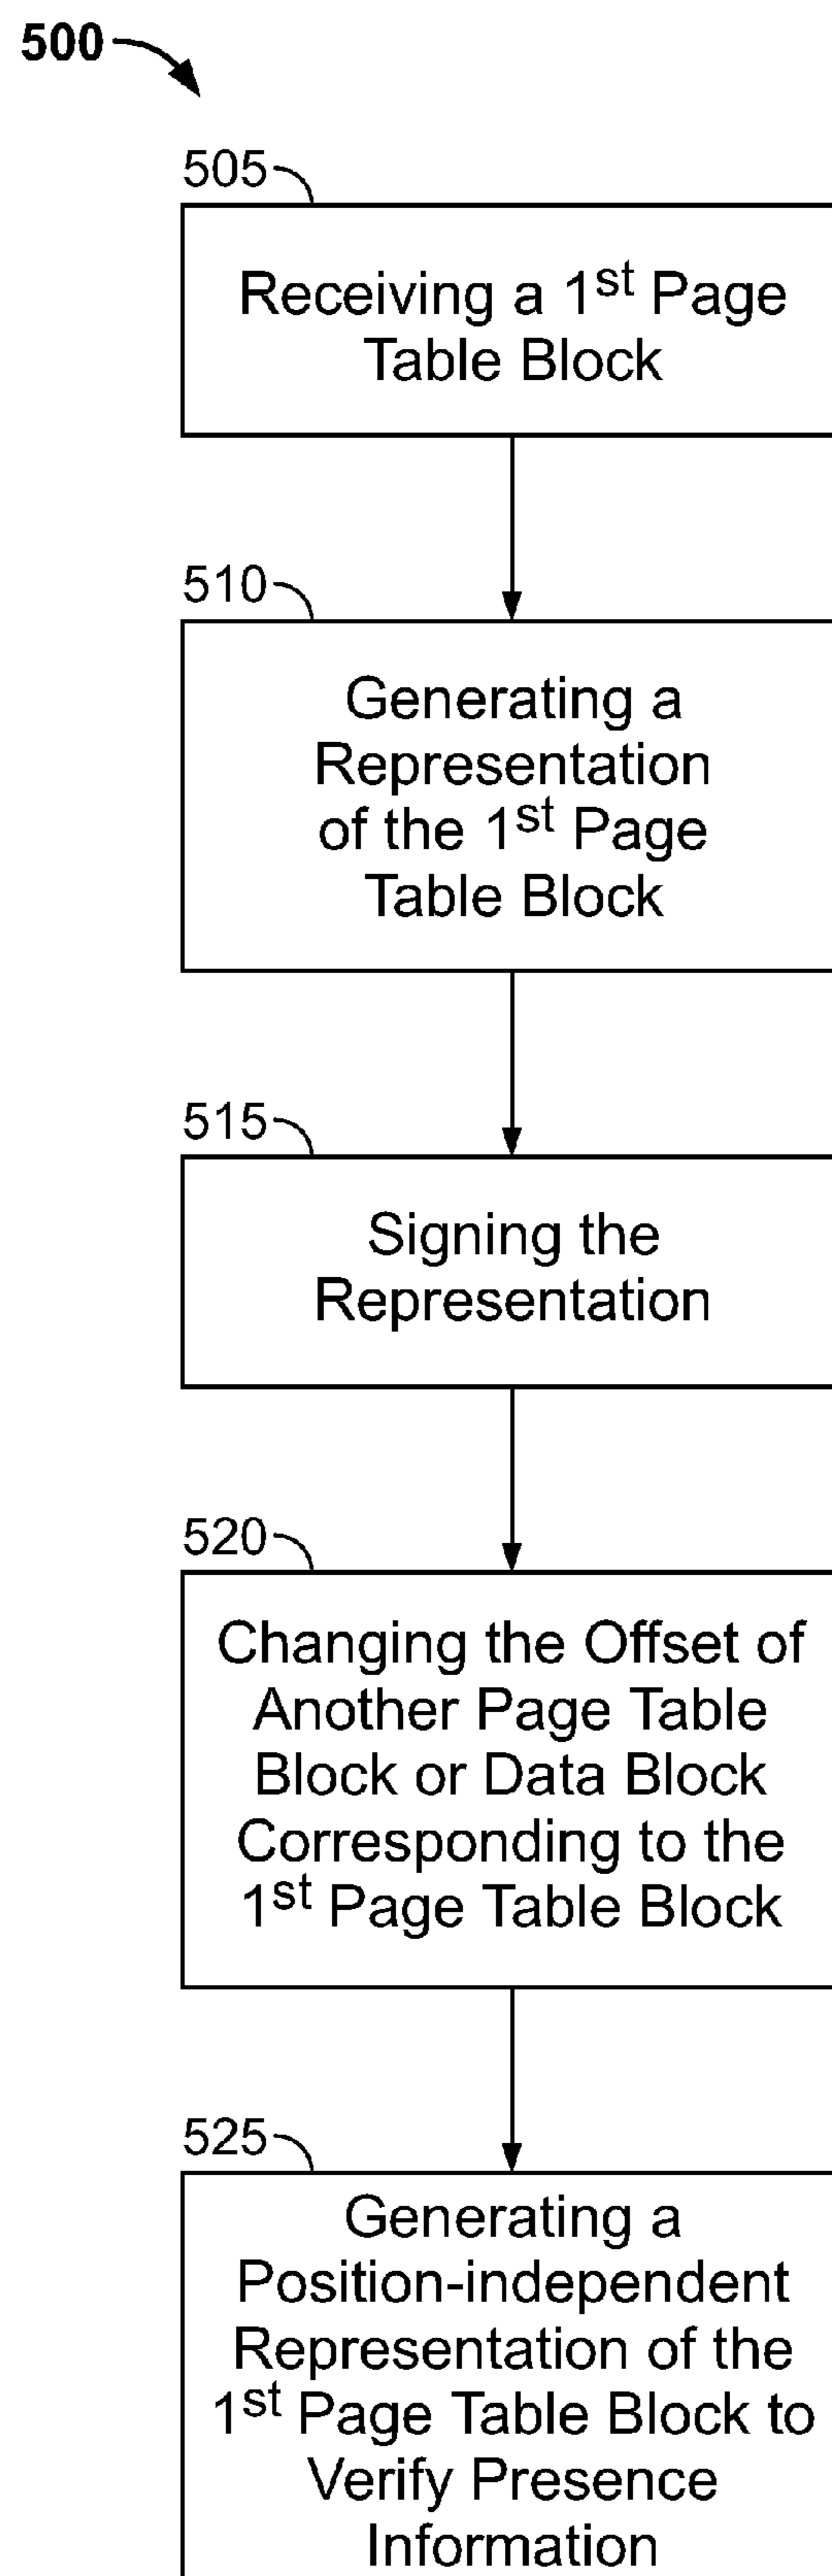 500
505
Receiving a 1st Page
Table Block
510
Generating a
Representation
of the 1st Page
Table Block
515
Signing the
Representation
520
Changing the Offset of
Another Page Table
Block or Data Block
Corresponding to the
1st Page Table Block
525
Generating a
Position-independent
Representation of the
1st Page Table Block to
Verify Presence
Information